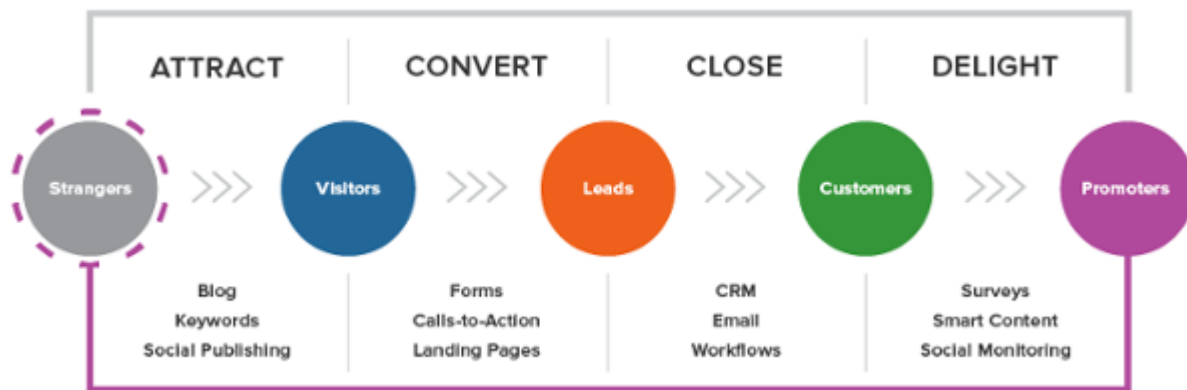 ATTRACT
CONVERT
CLOSE
DELIGHT
Strangers
Visitors
Leads
Customers
Promoters
Blog
Keywords
Social Publishing
Forms
Calls-to-Action
Landing Pages
CRM
Email
Workflows
Surveys
Smart Content
Social Monitoring